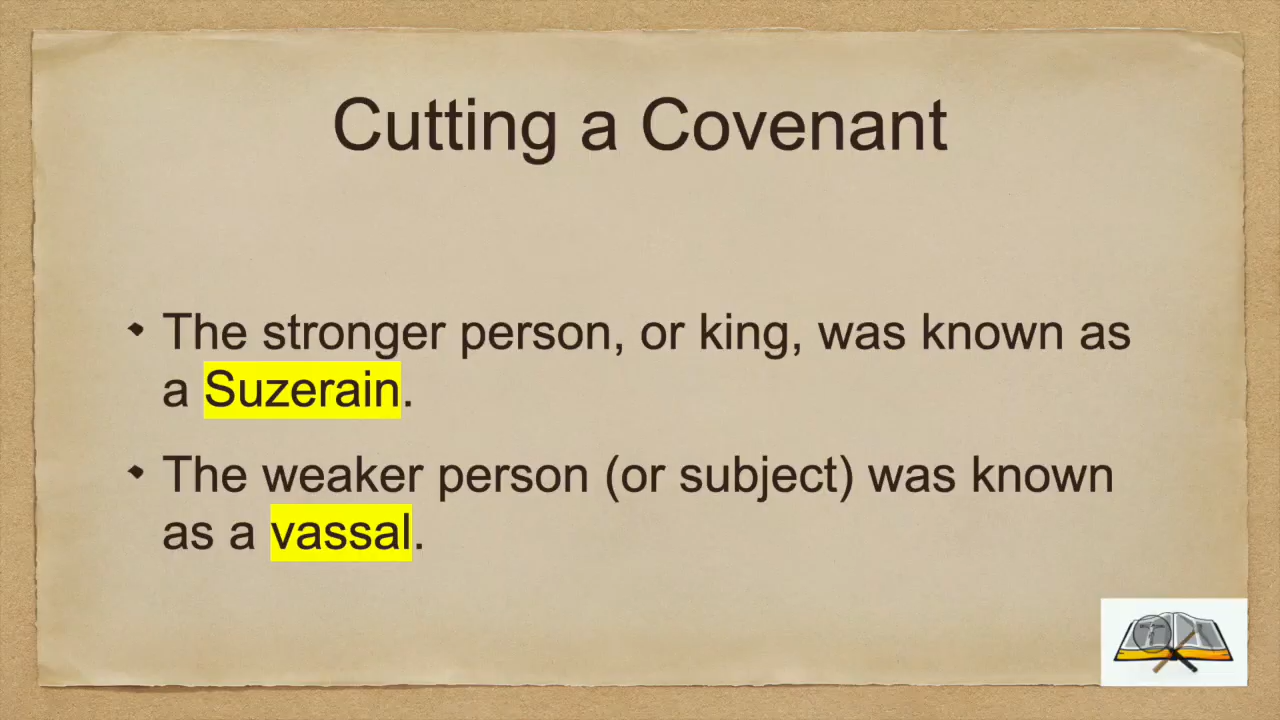 Cutting a Covenant
The stronger person, or king, was known as
a Suzerain.
The weaker person (or subject) was known
as a vassal.